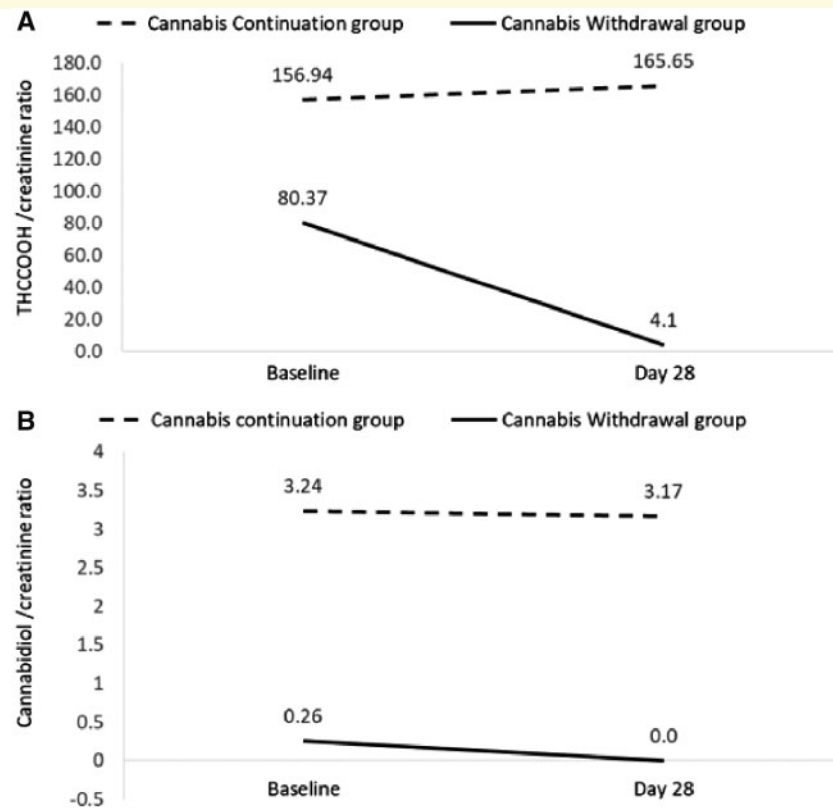 A
Cannabis Continuation group
Cannabis Withdrawal group
THCCOOH /creatinine ratio
180.0
160.0
140.0
120.0
100.0
80.0
60.0
40.0
20.0
0.0
156.94
165.65
80.37
4.1
Baseline
Day 28
B
Cannabis continuation group
Cannabis Withdrawal group
Cannabidiol /creatinine ratio
4
3.5
3
2.5
2
1.5
1
0.5
0
-0.5
3.24
3.17
0.26
0.0
Baseline
Day 28